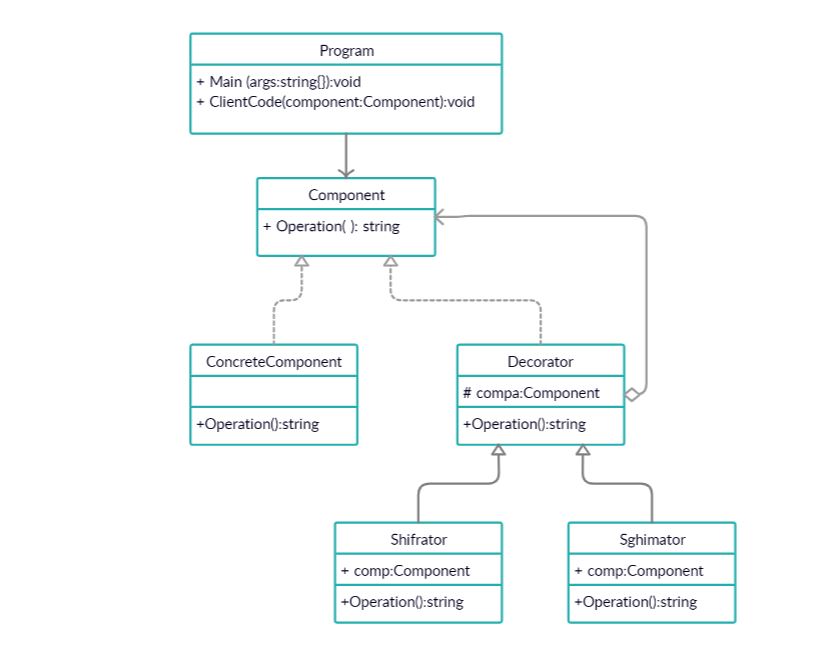 Program
+ Main (args:string[]):void
+ ClientCode(component:Component):void
Component
+ Operation( ): string
ConcreteComponent
+Operation():string
Decorator
# compa:Component
+Operation():string
Shifrator
+ comp:Component
+Operation():string
Sghimator
+ comp:Component
+Operation():string